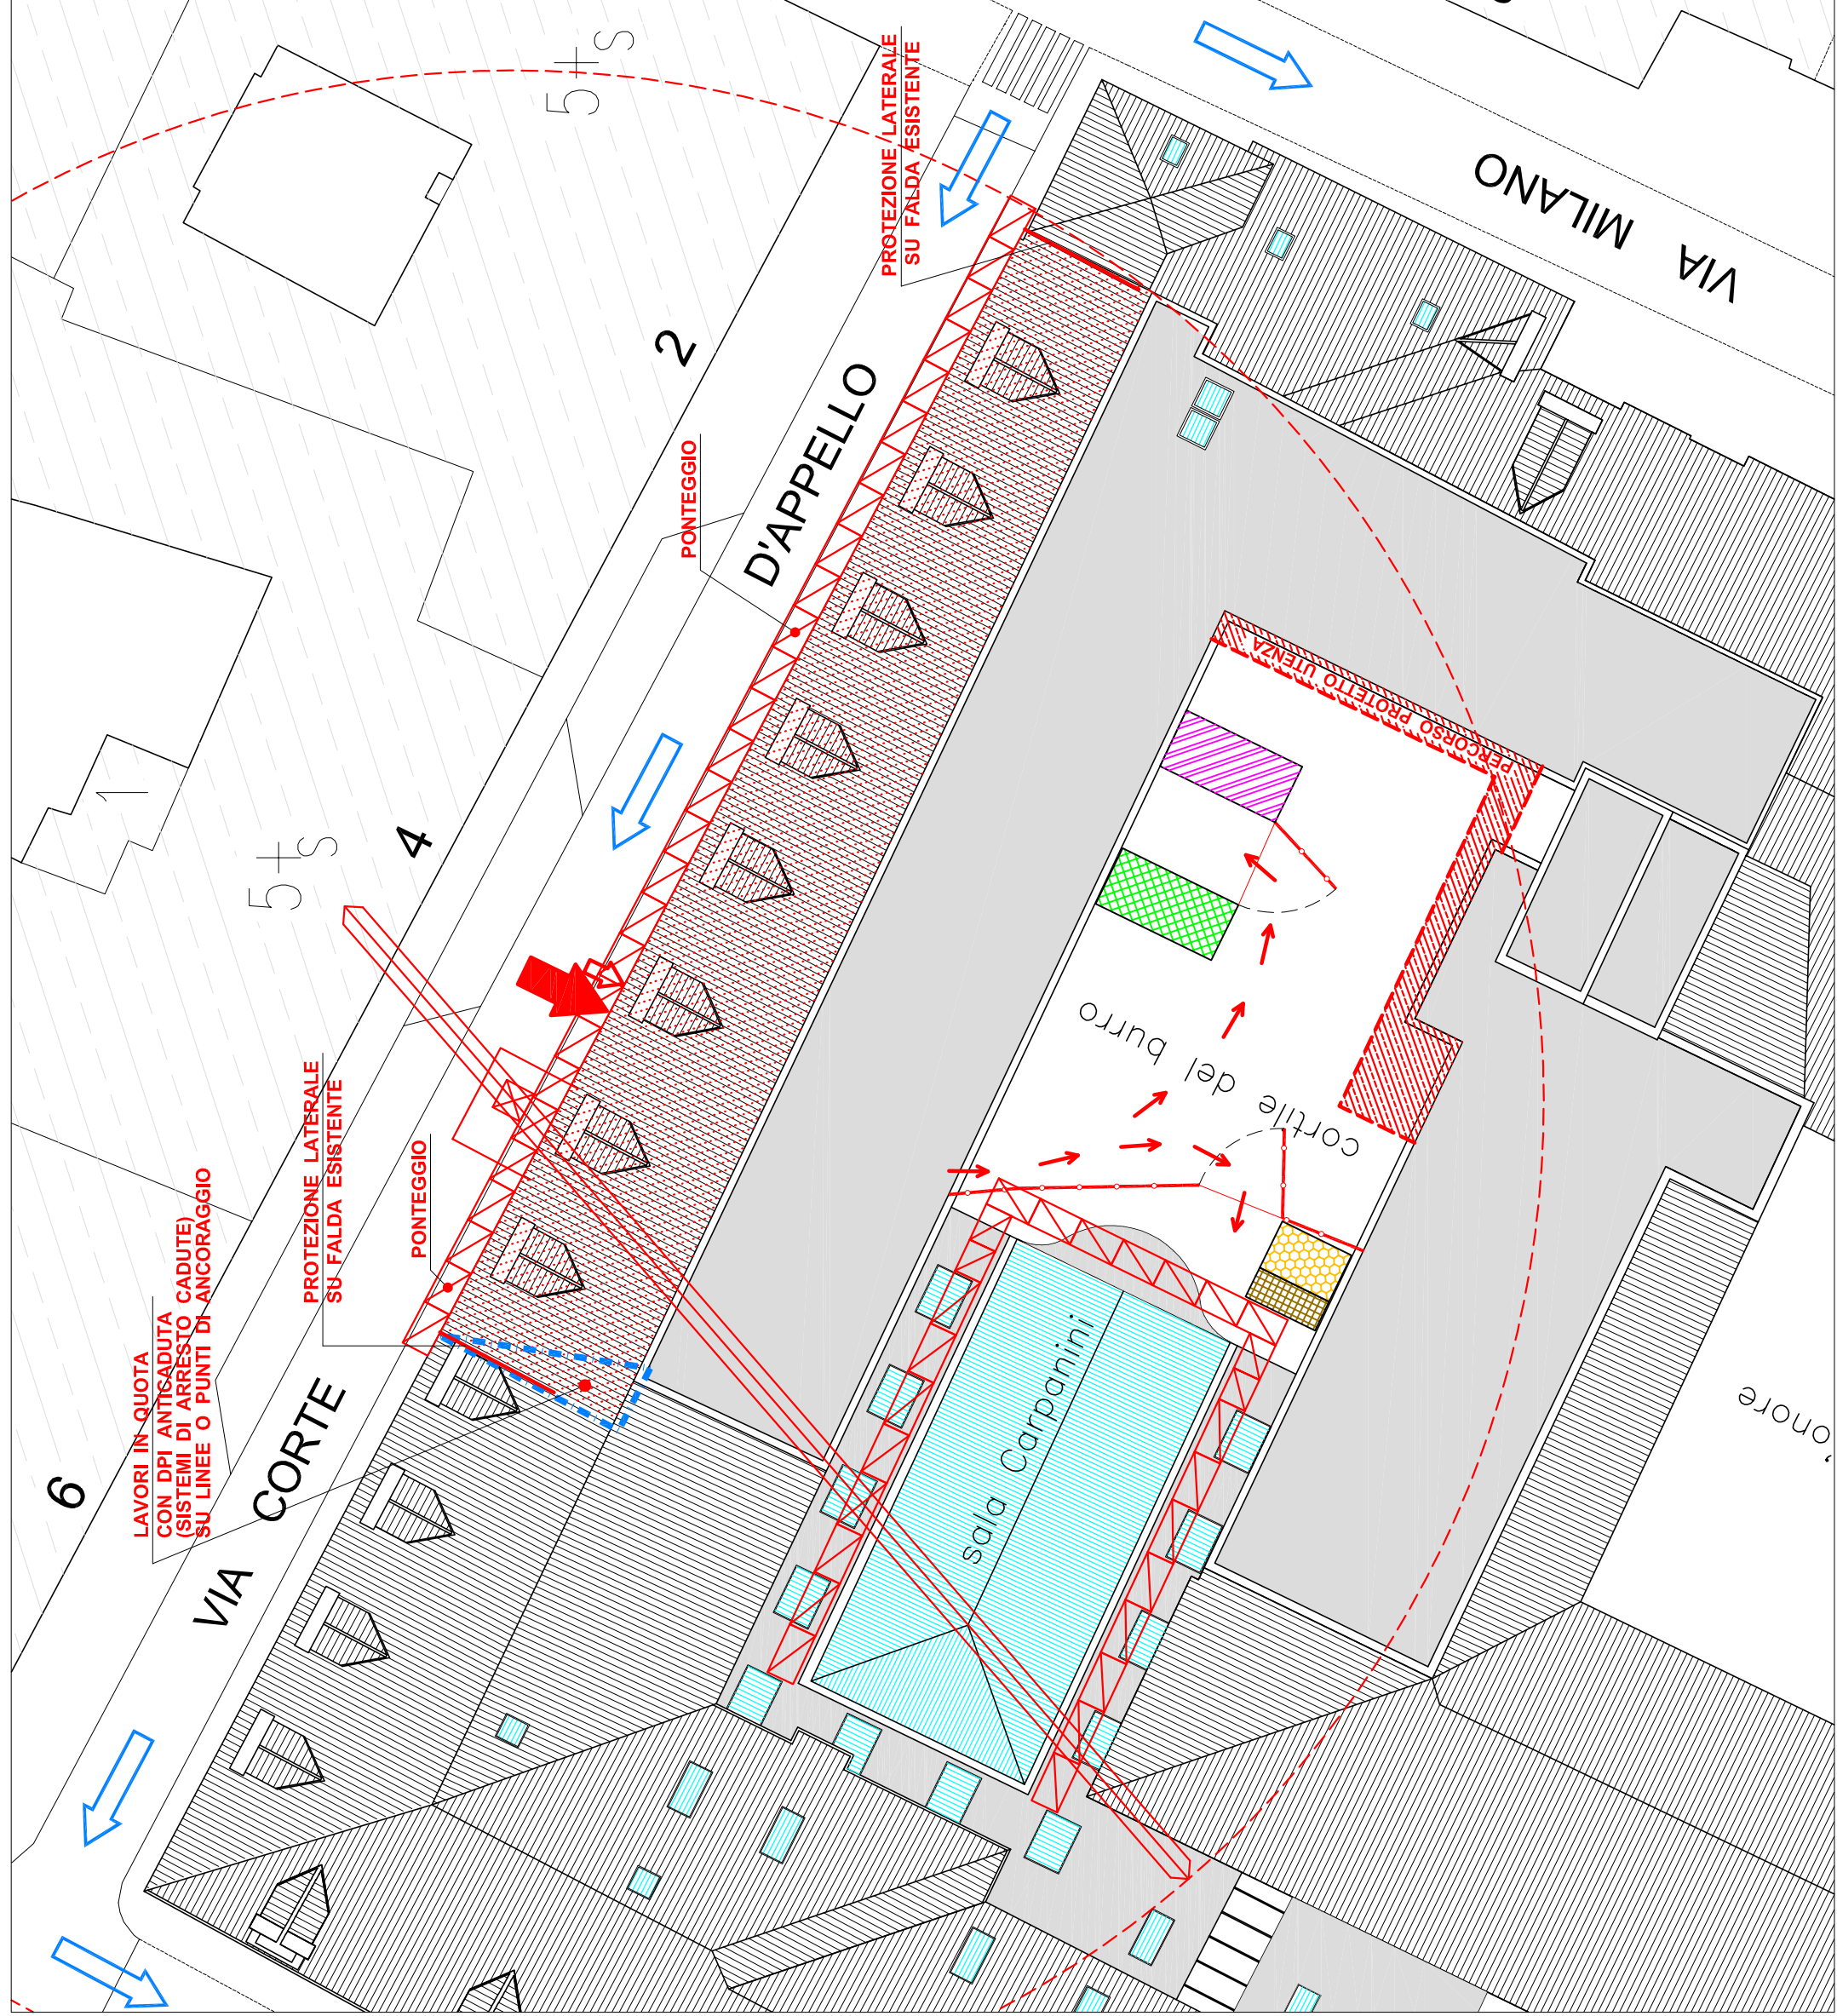 5+S
PROTEZIONE LATERALE
SU FALDA ESISTENTE
VIA MILANO
2
D'APPELLO
PONTEGGIO
PERCORSO PROTETTO UTENZA
1
5+S
4
cortile del burro
PROTEZIONE LATERALE
SU FALDA ESISTENTE
PONTEGGIO
LAVORI IN QUOTA
CON DPI ANTICADUTA
(SISTEMI DI ARRESTO CADUTE)
SU LINEE O PUNTI DI ANCORAGGIO
sala Carpanini
6
VIA CORTE
'onore